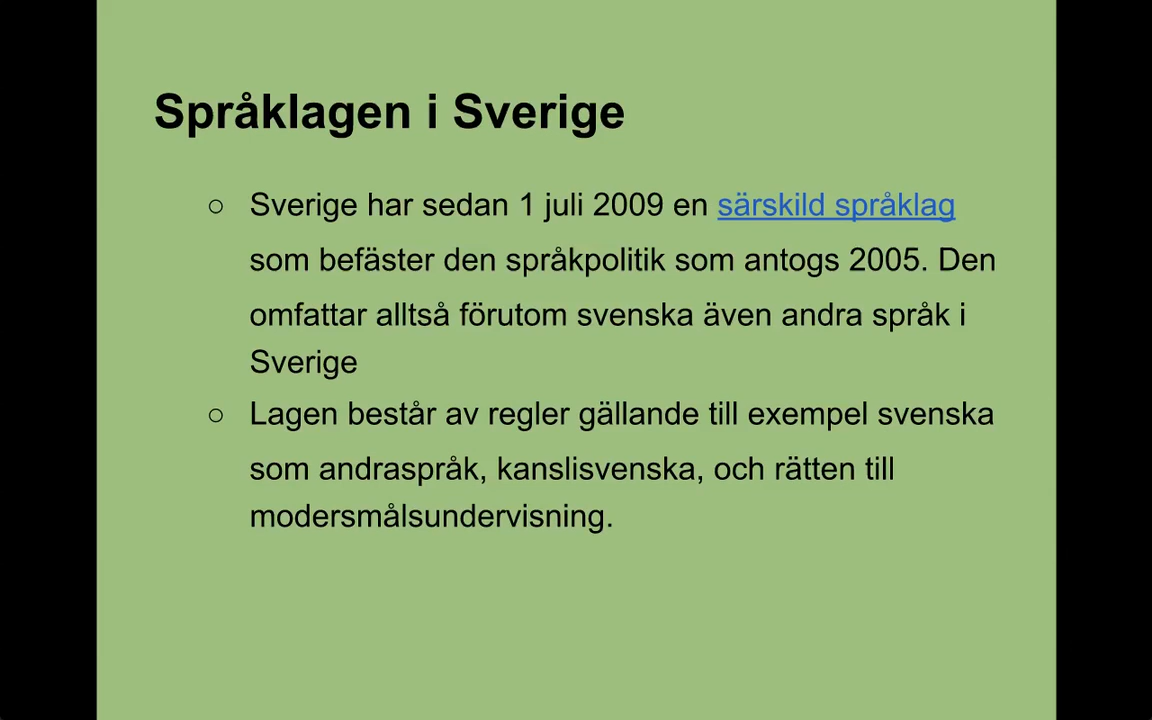 Språklagen i Sverige
○ Sverige har sedan 1 juli 2009 en särskild språklag
som befäster den språkpolitik som antogs 2005. Den
omfattar alltså förutom svenska även andra språk i
Sverige
○ Lagen består av regler gällande till exempel svenska
som andraspråk, kanslisvenska, och rätten till
modersmålsundervisning.